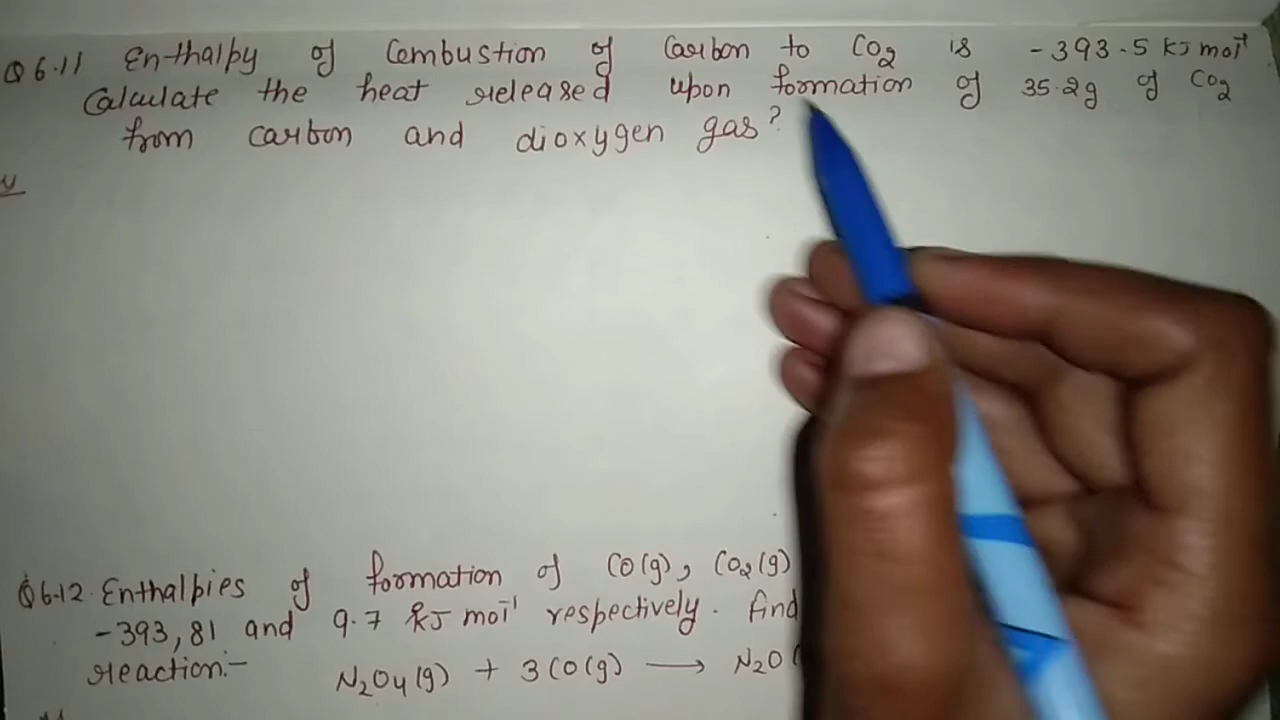 Q 6.11 Enthalpy of Combustion of Carbon to CO2 is -393.5 KJ mol-1
Calculate the heat released upon formation of 35.2g of CO2
from carbon and dioxygen gas?
Q6.12. Enthalpies of formation of CO(g), CO2(g)
-393, 81 and 9.7 kJ mol-1 respectively. find
reaction:-
N2O4(g) + 3CO(g) → N2O